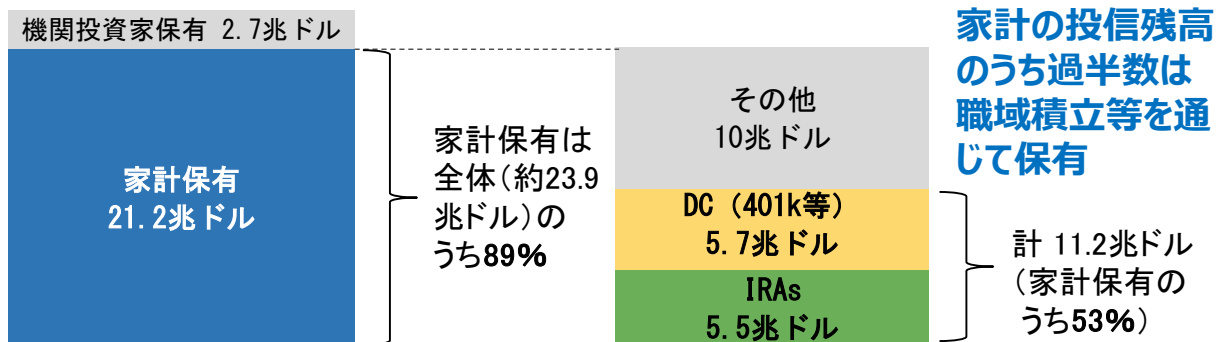 機関投資家保有 2.7兆ドル
家計保有
21.2兆ドル
家計保有は
全体（約23.9
兆ドル）の
うち89%
その他
10兆ドル
DC（401k等）
5.7兆ドル
IRAs
5.5兆ドル
家計の投信残高
のうち過半数は
職域積立等を通
じて保有
計 11.2兆ドル
（家計保有の
うち53%）